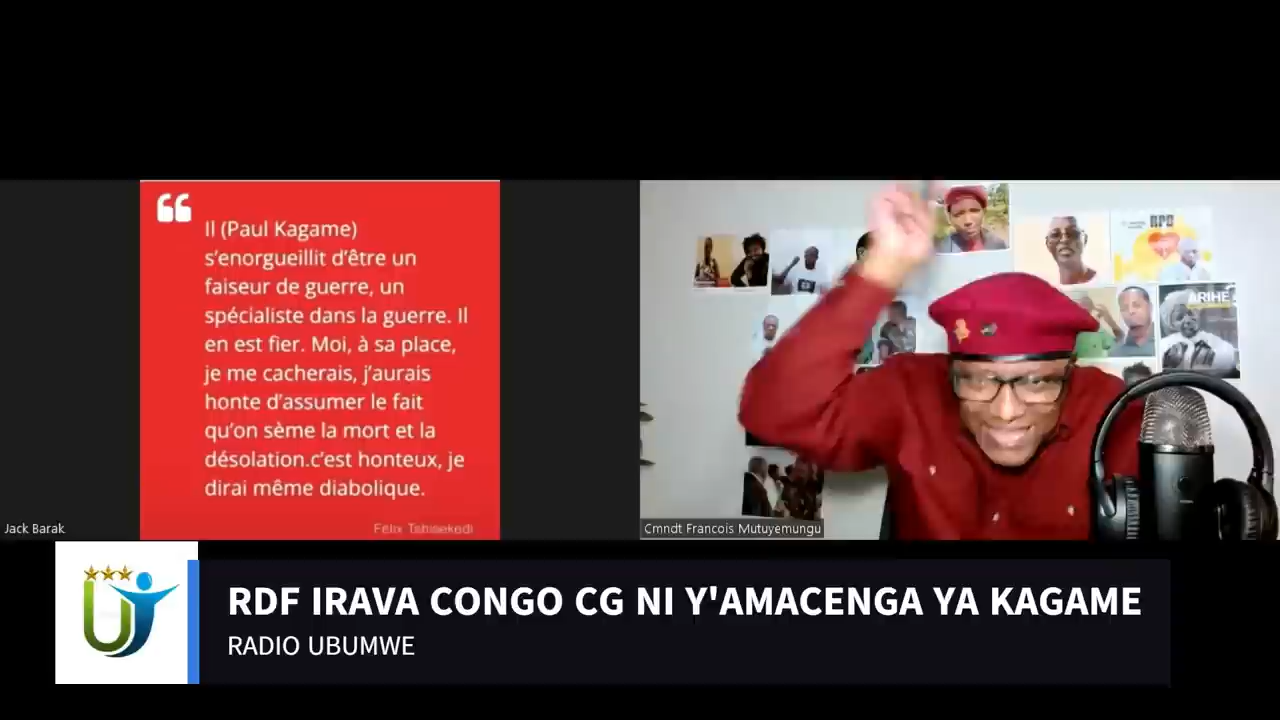 Il (Paul Kagame)
s’enorgueillit d’être un
faiseur de guerre, un
spécialiste dans la guerre. Il
en est fier. Moi, à sa place,
je me cacherais, j’aurais
honte d’assumer le fait
qu’on sème la mort et la
désolation.c’est honteux, je
dirai même diabolique.
Félix Tshisekedi
Jack Barak
RPG
ARIHE
Cmndt Francois Mutuyemungu
RDF IRAVA CONGO CG NI Y'AMACENGA YA KAGAME
RADIO UBUMWE